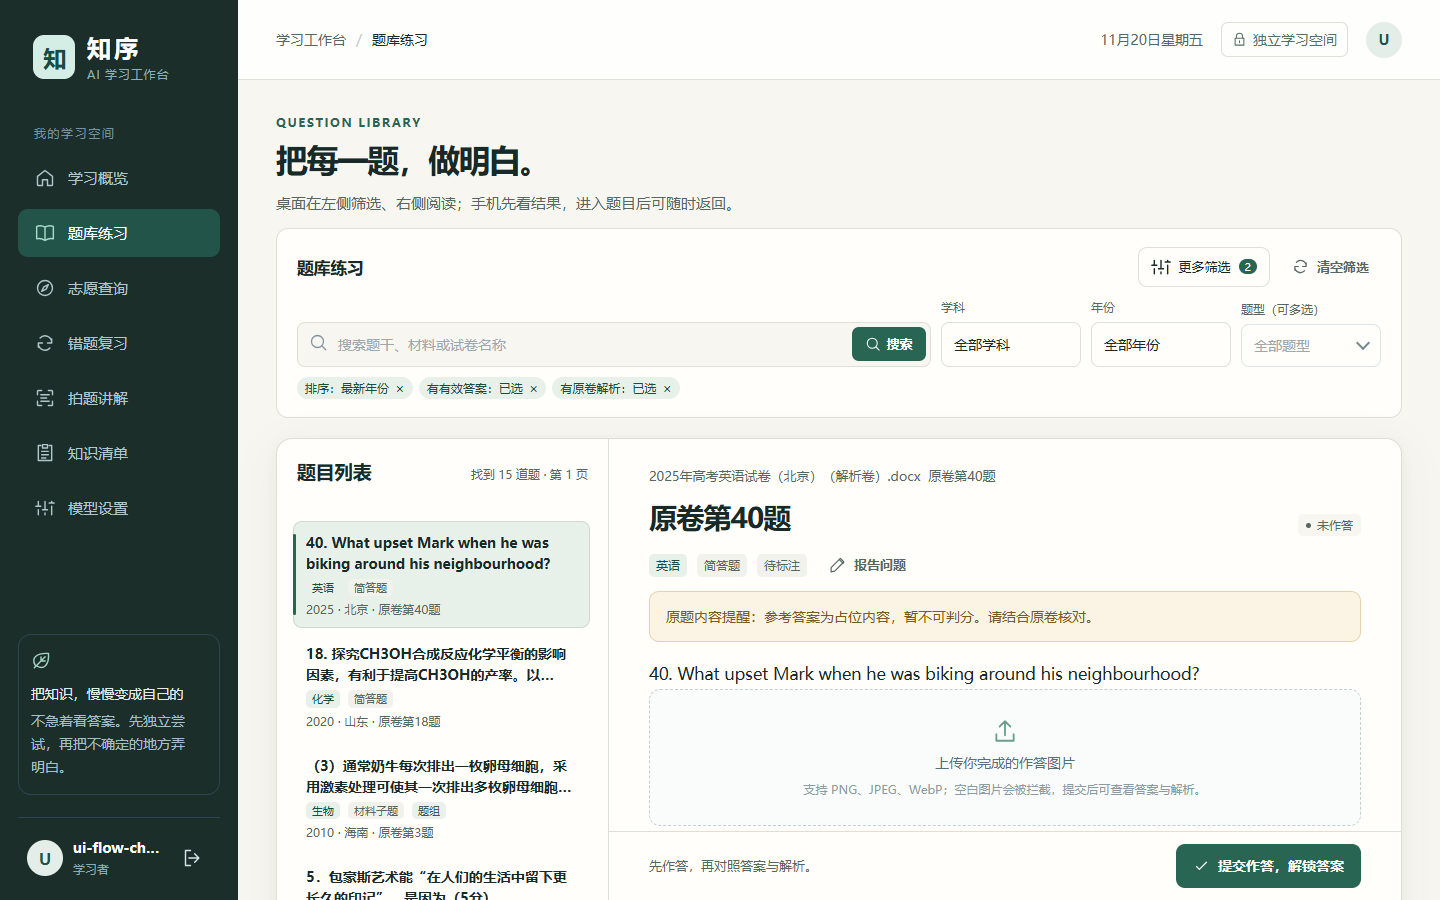 知
知序
AI 学习工作台
我的学习空间
学习概览
题库练习
志愿查询
错题复习
拍题讲解
知识清单
模型设置
把知识，慢慢变成自己的
不急着看答案。先独立尝
试，再把不确定的地方弄
明白。
U
ui-flow-ch...
学习者
学习工作台 / 题库练习
11月20日星期五
独立学习空间
U
QUESTION LIBRARY
把每一题，做明白。
桌面在左侧筛选、右侧阅读；手机先看结果，进入题目后可随时返回。
题库练习
更多筛选 2
清空筛选
搜索题干、材料或试卷名称
搜索
学科
全部学科
年份
全部年份
题型（可多选）
全部题型
排序：最新年份 ×
有有效答案：已选 ×
有原卷解析：已选 ×
题目列表
找到 15 道题 · 第 1 页
40. What upset Mark when he was
biking around his neighbourhood?
英语 简答题
2025 · 北京 · 原卷第40题
18. 探究CH3OH合成反应化学平衡的影响
因素，有利于提高CH3OH的产率。以...
化学 简答题
2020 · 山东 · 原卷第18题
（3）通常奶牛每次排出一枚卵母细胞，采
用激素处理可使其一次排出多枚卵母细胞...
生物 材料子题 题组
2010 · 海南 · 原卷第3题
5．包家斯艺术能“在人们的生活中留下更
长久的印记”，是因为（5分）
2025年高考英语试卷（北京）（解析卷）.docx 原卷第40题
原卷第40题
未作答
英语 简答题 待标注 报告问题
原题内容提醒：参考答案为占位内容，暂不可判分。请结合原卷核对。
40. What upset Mark when he was biking around his neighbourhood?
上传你完成的作答图片
支持 PNG、JPEG、WebP；空白图片会被拦截，提交后可查看答案与解析。
先作答，再对照答案与解析。
提交作答，解锁答案